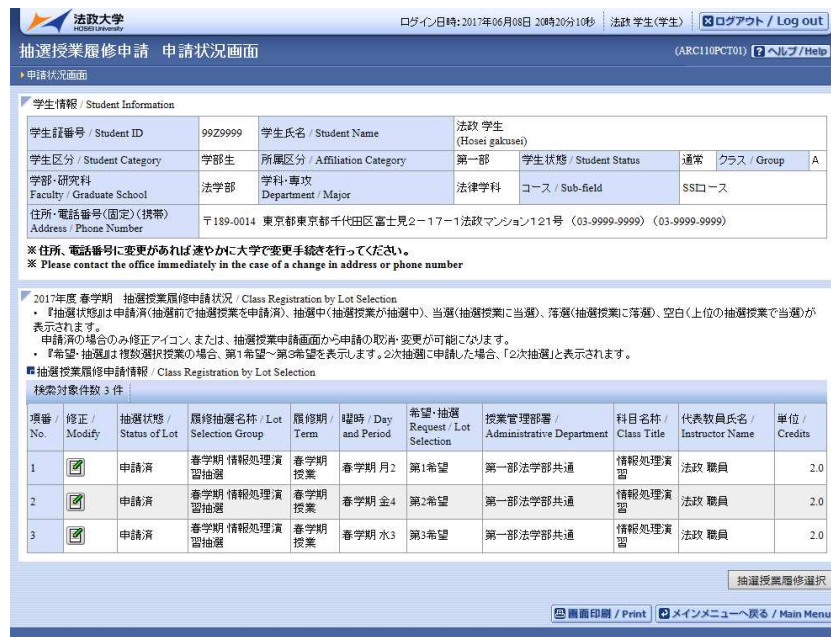 法政大学
HOSEI University
ログイン日時:2017年06月08日 20時20分10秒 法政 学生(学生) ログアウト / Log out
抽選授業履修申請 申請状況画面 (ARC110PCT01) ヘルプ/Help
申請状況画面
学生情報 / Student Information
学生証番号 / Student ID 99Z9999 学生氏名 / Student Name 法政 学生
(Hosei gakusei)
学生区分 / Student Category 学部生 所属区分 / Affiliation Category 第一部 学生状態 / Student Status 通常 クラス / Group A
学部・研究科
Faculty / Graduate School 法学部 学科・専攻
Department / Major 法律学科 コース / Sub-field SSIコース
住所・電話番号(固定)(携帯)
Address / Phone Number 〒189-0014 東京都東京都千代田区富士見2-17-1法政マンション121号 (03-9999-9999) (03-9999-9999)
※住所、電話番号に変更があれば速やかに大学で変更手続きを行ってください。
※ Please contact the office immediately in the case of a change in address or phone number
2017年度 春学期 抽選授業履修申請状況 / Class Registration by Lot Selection
・『抽選状態』は申請済(抽選前で抽選授業を申請済)、抽選中(抽選授業が抽選中)、当選(抽選授業に当選)、落選(抽選授業に落選)、空白(上位の抽選授業で当選)が
表示されます。
申請済の場合のみ修正アイコン、または、抽選授業申請画面から申請の取消・変更が可能になります。
・『希望・抽選』は複数選択授業の場合、第1希望～第3希望を表示します。2次抽選に申請した場合、「2次抽選」と表示されます。
抽選授業履修申請情報 / Class Registration by Lot Selection
検索対象件数 3 件
項番 / No. 修正 / Modify 抽選状態 / Status of Lot 履修抽選名称 / Lot Selection Group 履修期 / Term 曜時 / Day and Period 希望・抽選 Request / Lot Selection 授業管理部署 / Administrative Department 科目名称 / Class Title 代表教員氏名 / Instructor Name 単位 / Credits
1 申請済 春学期 情報処理演習抽選 春学期授業 春学期 月2 第1希望 第一部法学部共通 情報処理演習 法政 職員 2.0
2 申請済 春学期 情報処理演習抽選 春学期授業 春学期 金4 第2希望 第一部法学部共通 情報処理演習 法政 職員 2.0
3 申請済 春学期 情報処理演習抽選 春学期授業 春学期 水3 第3希望 第一部法学部共通 情報処理演習 法政 職員 2.0
抽選授業履修選択
画面印刷 / Print メインメニューへ戻る / Main Menu